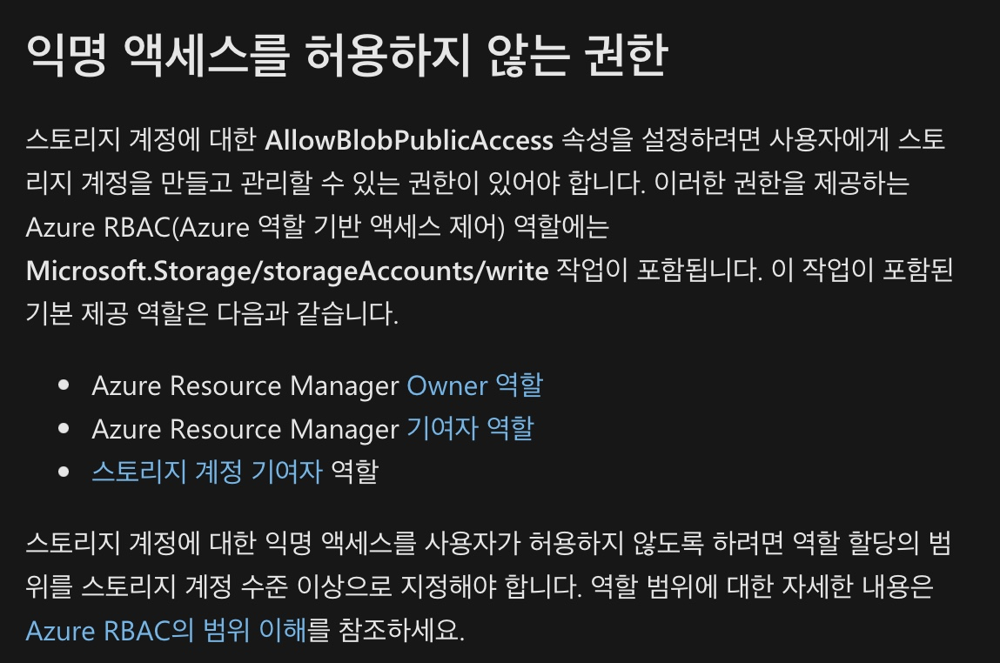 익명 액세스를 허용하지 않는 권한
스토리지 계정에 대한 AllowBlobPublicAccess 속성을 설정하려면 사용자에게 스토
리지 계정을 만들고 관리할 수 있는 권한이 있어야 합니다. 이러한 권한을 제공하는
Azure RBAC(Azure 역할 기반 액세스 제어) 역할에는
Microsoft.Storage/storageAccounts/write 작업이 포함됩니다. 이 작업이 포함된
기본 제공 역할은 다음과 같습니다.
• Azure Resource Manager Owner 역할
• Azure Resource Manager 기여자 역할
• 스토리지 계정 기여자 역할
스토리지 계정에 대한 익명 액세스를 사용자가 허용하지 않도록 하려면 역할 할당의 범
위를 스토리지 계정 수준 이상으로 지정해야 합니다. 역할 범위에 대한 자세한 내용은
Azure RBAC의 범위 이해를 참조하세요.